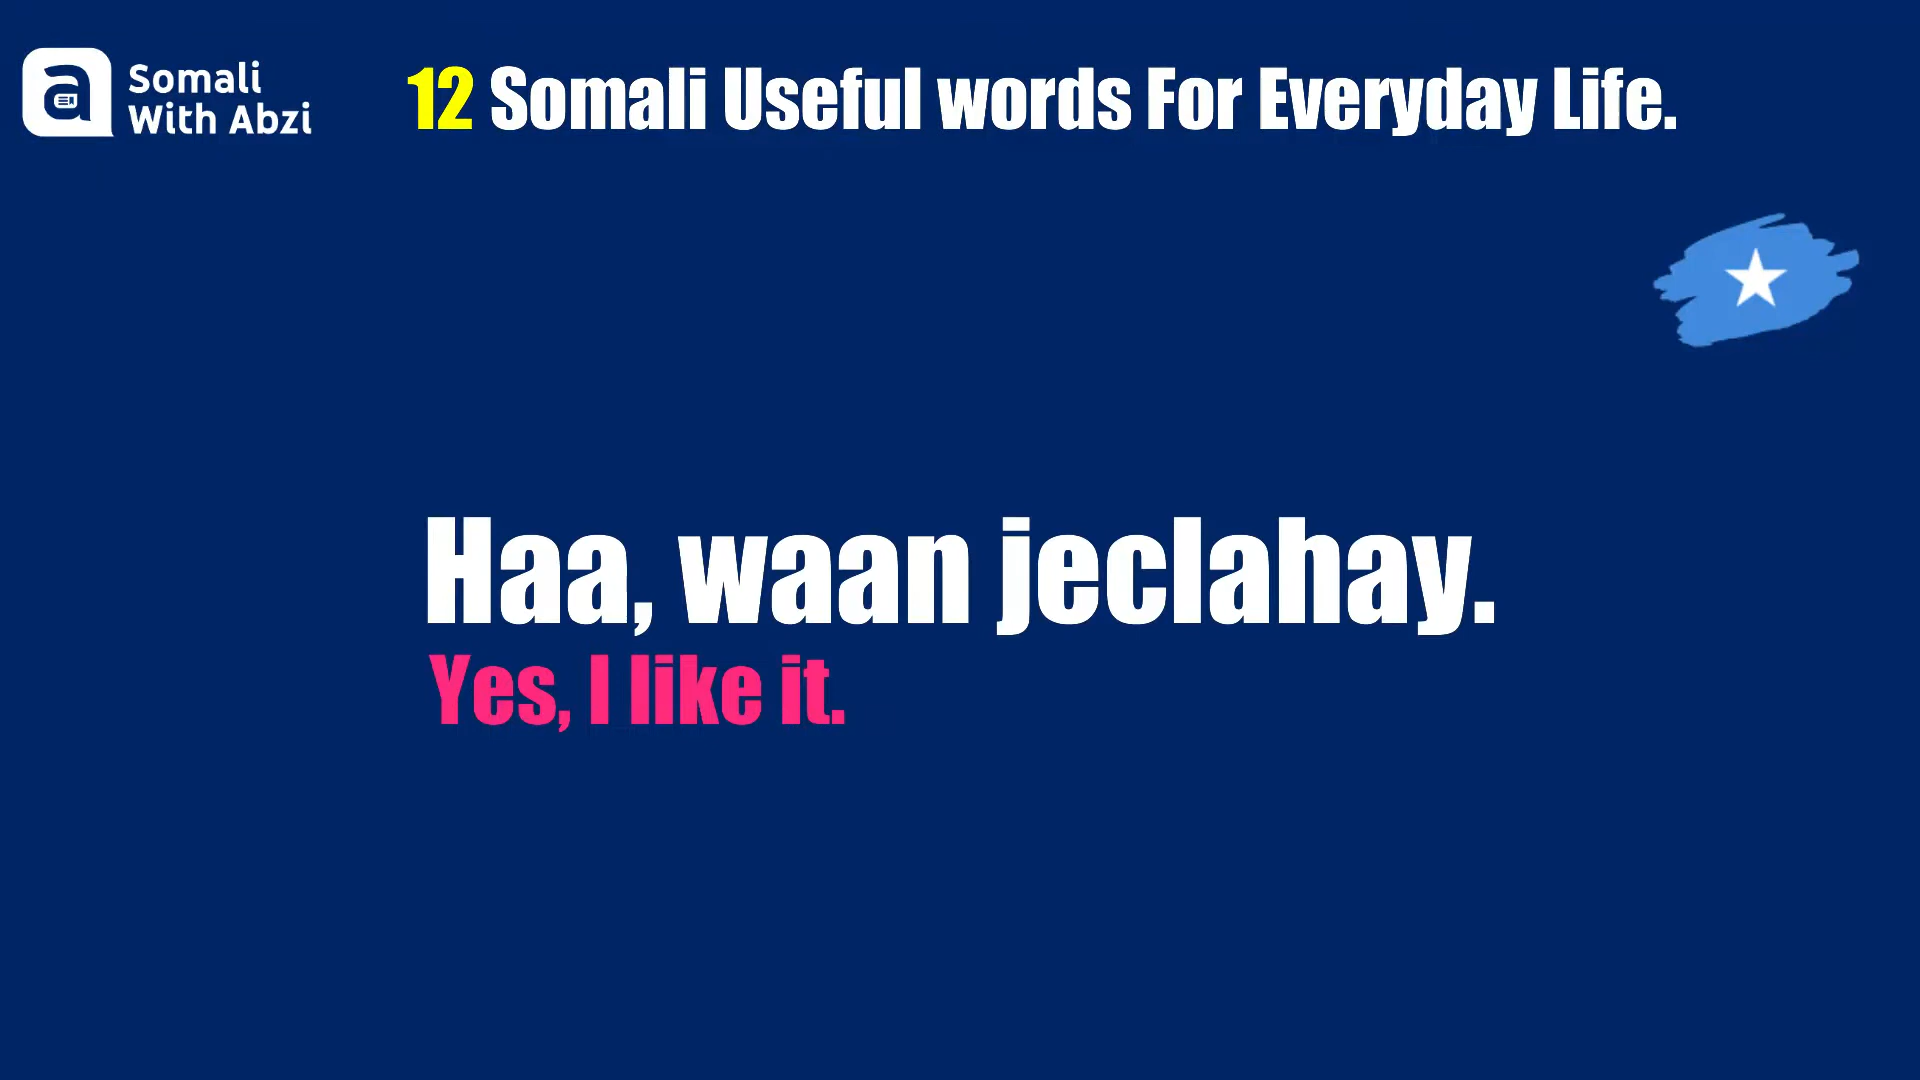 Somali
With Abzi
12 Somali Useful words For Everyday Life.
Haa, waan jeclahay.
Yes, I like it.